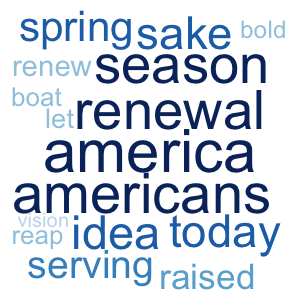 spring sake bold
renew season
boat renewal
let
america
americans
vision
reap idea today
serving raised